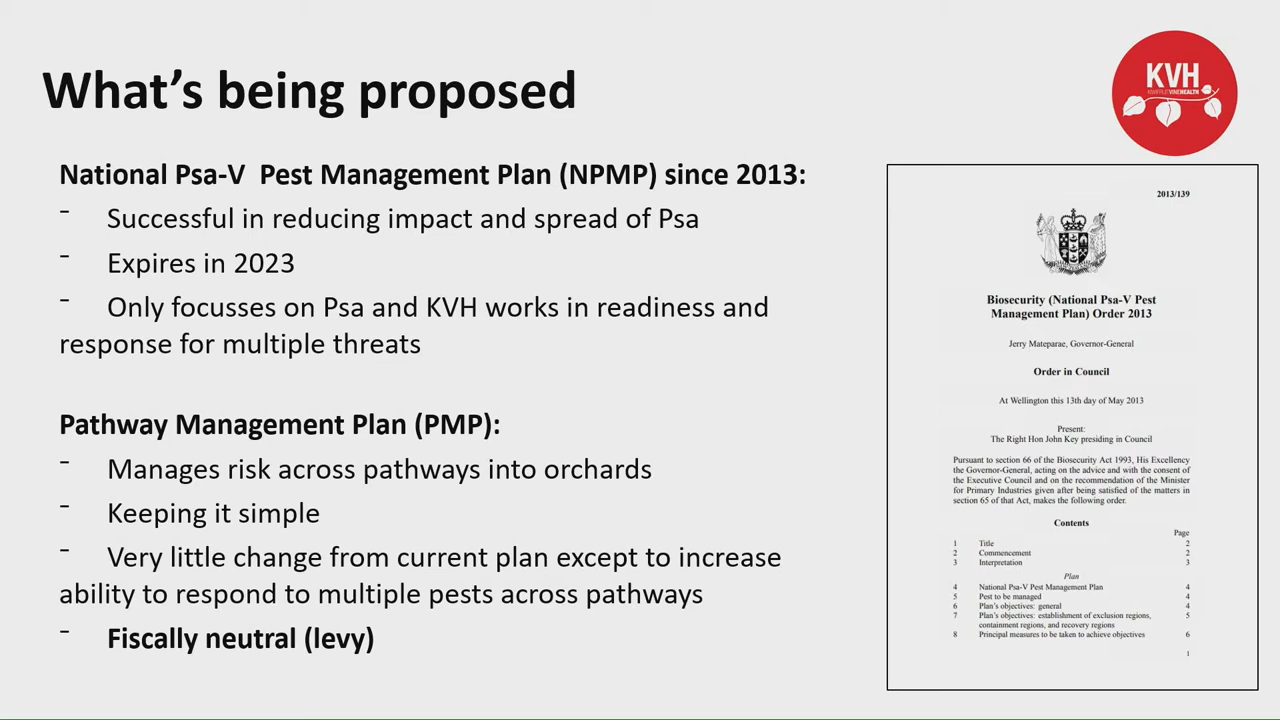 What's being proposed
KVH
KIWIFRUIT VINE HEALTH
National Psa-V  Pest Management Plan (NPMP) since 2013:
- Successful in reducing impact and spread of Psa
- Expires in 2023
- Only focusses on Psa and KVH works in readiness and
response for multiple threats
Pathway Management Plan (PMP):
- Manages risk across pathways into orchards
- Keeping it simple
- Very little change from current plan except to increase
ability to respond to multiple pests across pathways
- Fiscally neutral (levy)
2013/139
Biosecurity (National Psa-V Pest
Management Plan) Order 2013
Jerry Mateparae, Governor-General
Order in Council
At Wellington this 13th day of May 2013
Present:
The Right Hon John Key presiding in Council
Pursuant to section 66 of the Biosecurity Act 1993, His Excellency
the Governor-General, acting on the advice and with the consent of
the Executive Council and on the recommendation of the Minister
for Primary Industries given after being satisfied of the matters in
section 65 of that Act, makes the following order.
Contents
Page
1 Title 2
2 Commencement 2
3 Interpretation 3
Plan
4 National Psa-V Pest Management Plan 4
5 Pest to be managed 4
6 Plan's objectives: general 4
7 Plan's objectives: establishment of exclusion regions, 5
containment regions, and recovery regions
8 Principal measures to be taken to achieve objectives 6
1